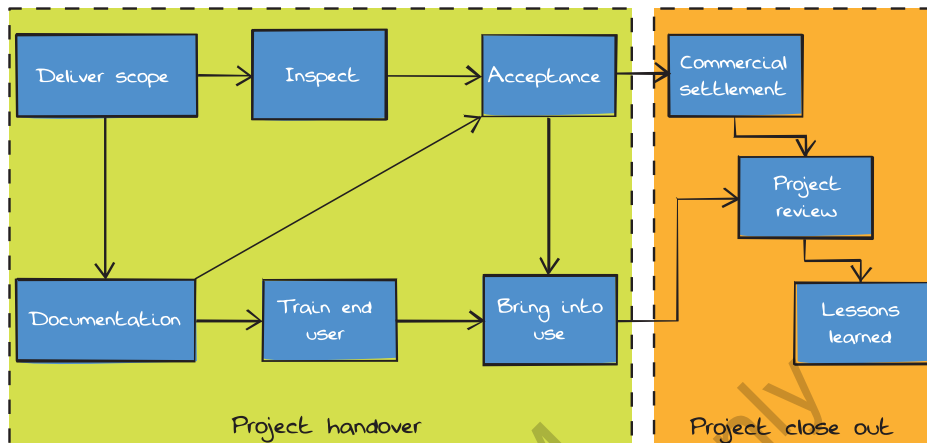 Deliver scope
Inspect
Acceptance
Commercial
settlement
Project
review
Documentation
Train end
user
Bring into
use
Lessons
learned
Project handover
Project close out